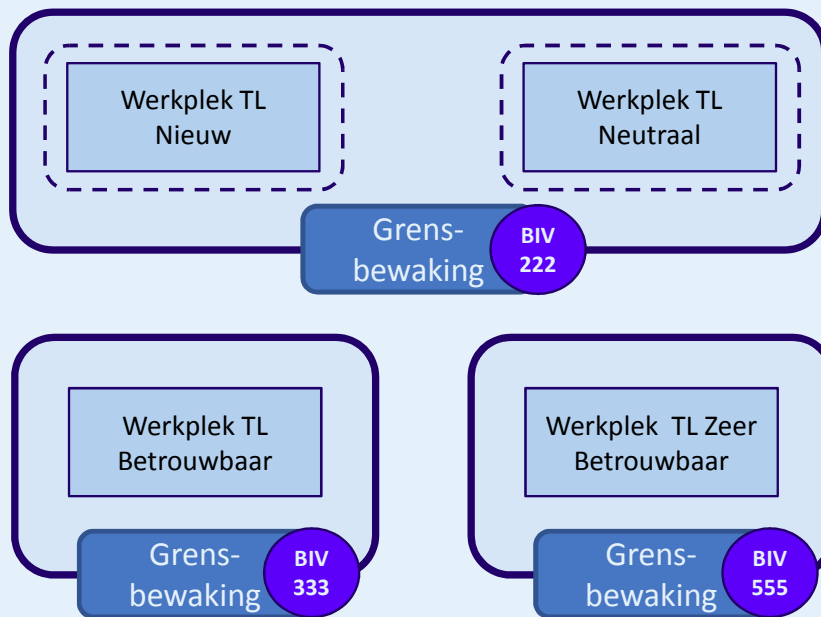 Werkplek TL
Nieuw
Werkplek TL
Neutraal
Grens-
bewaking
BIV
222
Werkplek TL
Betrouwbaar
Werkplek TL Zeer
Betrouwbaar
Grens-
bewaking
BIV
333
Grens-
bewaking
BIV
555